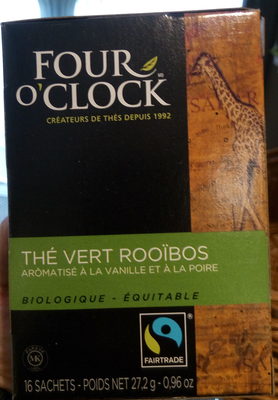 FOUR
O'CLOCK
CRÉATEURS DE THÉS DEPUIS 1992
THÉ VERT ROOÏBOS
AROMATISÉ À LA VANILLE ET À LA POIRE
BIOLOGIQUE - ÉQUITABLE
MK
FAIRTRADE
16 SACHETS - POIDS NET 27,2 g - 0,96 oz